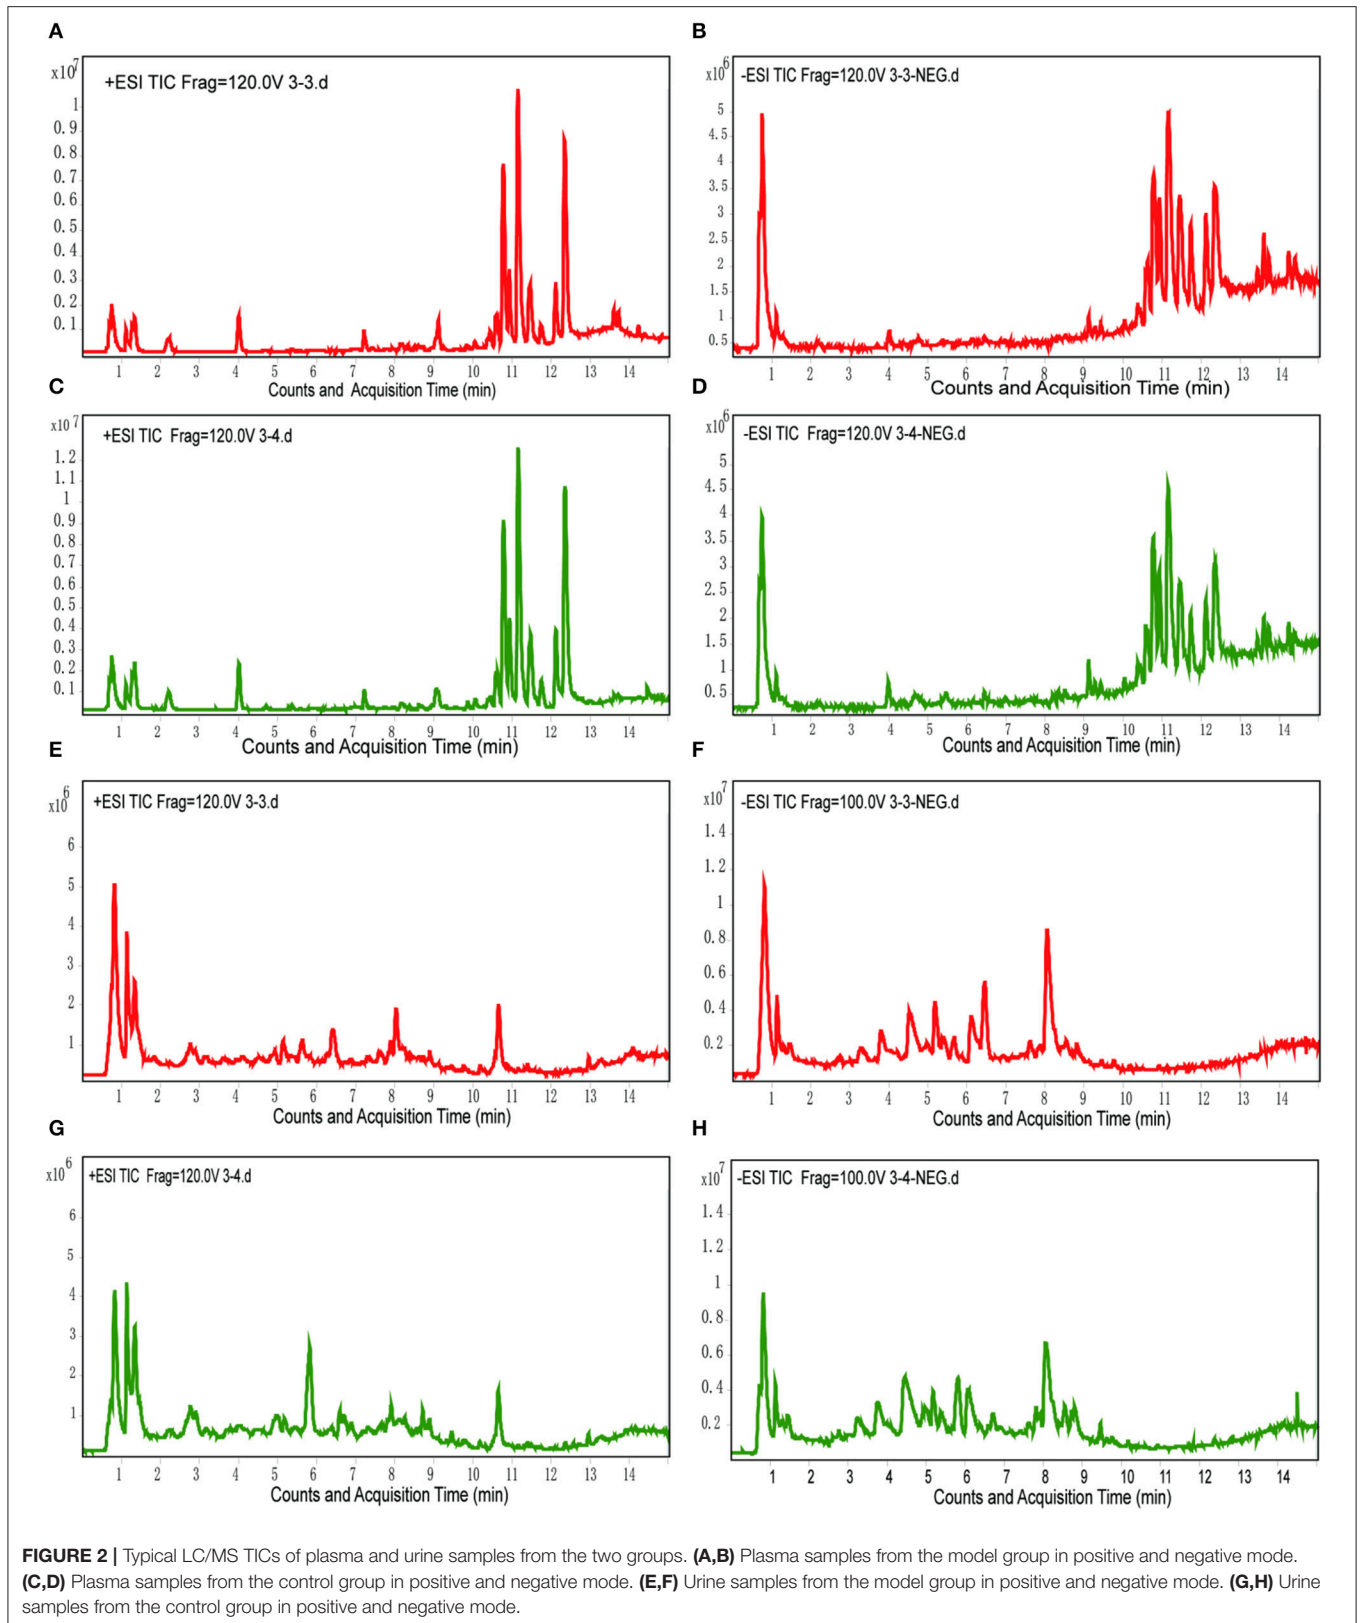 A
x10^7
+ESI TIC Frag=120.0V 3-3.d
1
0.9
0.8
0.7
0.6
0.5
0.4
0.3
0.2
0.1
1 2 3 4 5 6 7 8 9 10 11 12 13 14
Counts and Acquisition Time (min)
B
x10^6
-ESI TIC Frag=120.0V 3-3-NEG.d
5
4.5
4
3.5
3
2.5
2
1.5
1
0.5
1 2 3 4 5 6 7 8 9 10 11 12 13 14
Counts and Acquisition Time (min)
C
x10^7
+ESI TIC Frag=120.0V 3-4.d
1.2
1.1
1
0.9
0.8
0.7
0.6
0.5
0.4
0.3
0.2
0.1
1 2 3 4 5 6 7 8 9 10 11 12 13 14
Counts and Acquisition Time (min)
D
x10^6
-ESI TIC Frag=120.0V 3-4-NEG.d
5
4.5
4
3.5
3
2.5
2
1.5
1
0.5
1 2 3 4 5 6 7 8 9 10 11 12 13 14
Counts and Acquisition Time (min)
E
x10^6
+ESI TIC Frag=120.0V 3-3.d
6
5
4
3
2
1
1 2 3 4 5 6 7 8 9 10 11 12 13 14
Counts and Acquisition Time (min)
F
x10^7
-ESI TIC Frag=100.0V 3-3-NEG.d
1.4
1.2
1
0.8
0.6
0.4
0.2
1 2 3 4 5 6 7 8 9 10 11 12 13 14
Counts and Acquisition Time (min)
G
x10^6
+ESI TIC Frag=120.0V 3-4.d
6
5
4
3
2
1
1 2 3 4 5 6 7 8 9 10 11 12 13 14
Counts and Acquisition Time (min)
H
x10^7
-ESI TIC Frag=100.0V 3-4-NEG.d
1.4
1.2
1
0.8
0.6
0.4
0.2
1 2 3 4 5 6 7 8 9 10 11 12 13 14
Counts and Acquisition Time (min)
FIGURE 2 | Typical LC/MS TICs of plasma and urine samples from the two groups. (A,B) Plasma samples from the model group in positive and negative mode.
(C,D) Plasma samples from the control group in positive and negative mode. (E,F) Urine samples from the model group in positive and negative mode. (G,H) Urine
samples from the control group in positive and negative mode.